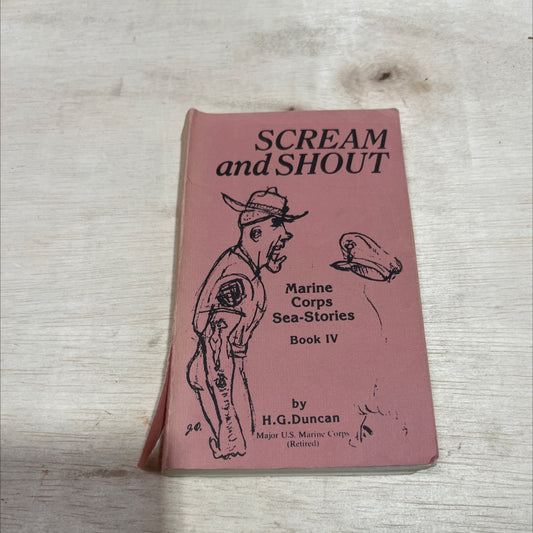 SCREAM
and SHOUT
Marine
Corps
Sea-Stories
Book IV
by
H.G.Duncan
Major U.S. Marine Corps
(Retired)